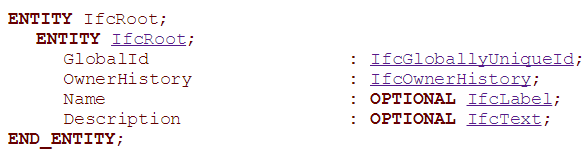 ENTITY IfcRoot;
ENTITY IfcRoot;
GlobalId : IfcGloballyUniqueId;
OwnerHistory : IfcOwnerHistory;
Name : OPTIONAL IfcLabel;
Description : OPTIONAL IfcText;
END_ENTITY;